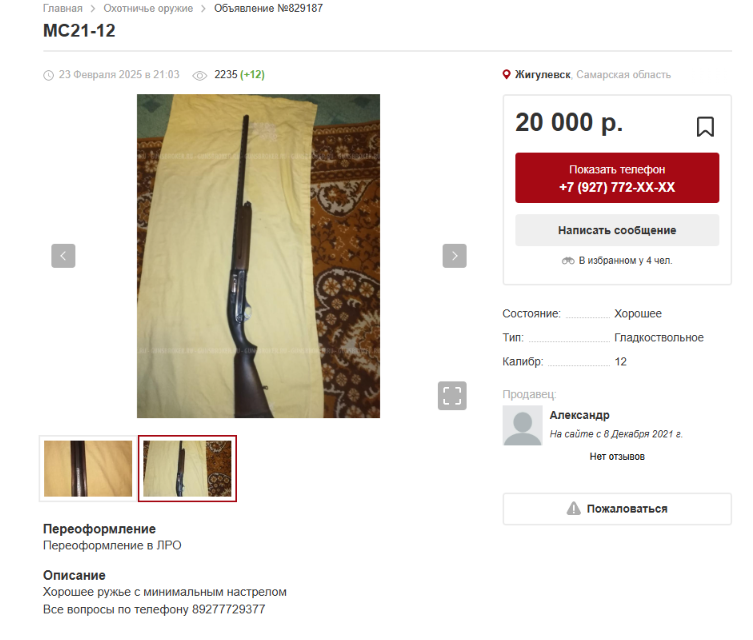 Главная > Охотничье оружие > Объявление №829187
МС21-12
23 Февраля 2025 в 21:03 2235 (+12)
Жигулевск, Самарская область
20 000 р.
Показать телефон
+7 (927) 772-XX-XX
Написать сообщение
В избранном у 4 чел.
Состояние: Хорошее
Тип: Гладкоствольное
Калибр: 12
Продавец:
Александр
На сайте с 8 Декабря 2021 г.
Нет отзывов
Пожаловаться
Переоформление
Переоформление в ЛРО
Описание
Хорошее ружье с минимальным настрелом
Все вопросы по телефону 89277729377